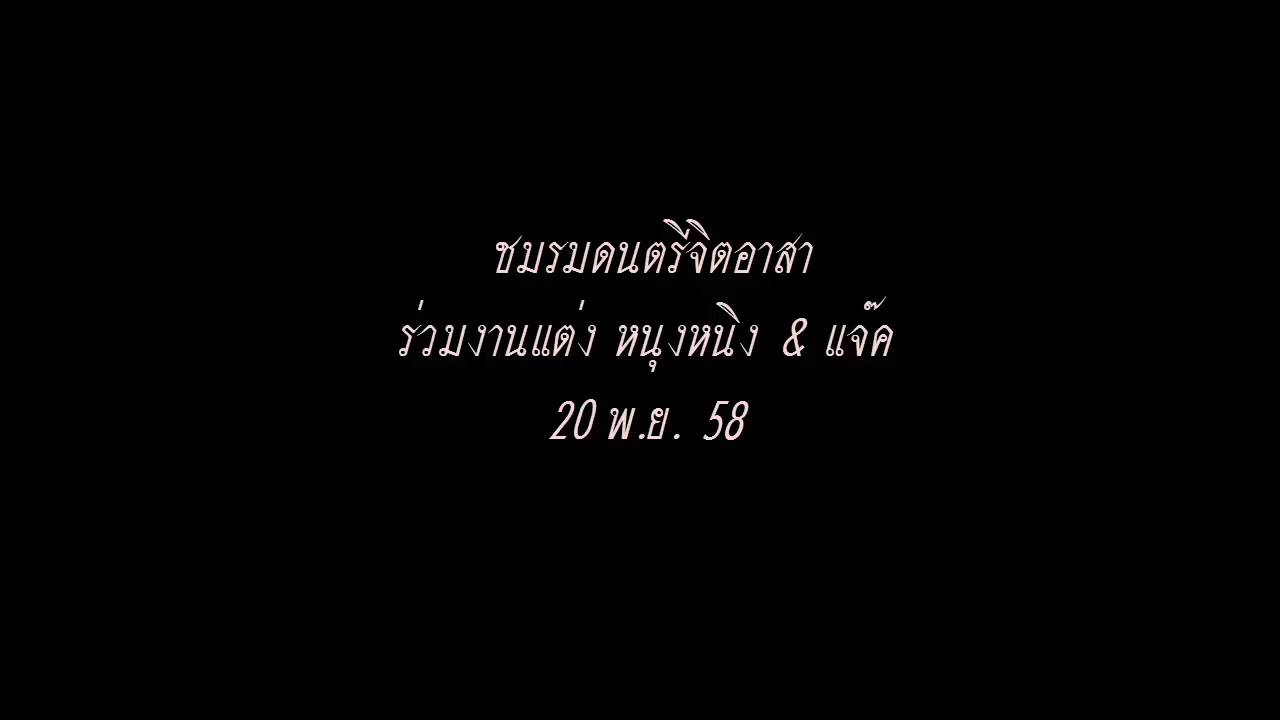 ชมรมดนตรีจิตอาสา
ร่วมงานแต่ง หนุงหนิง & แจ๊ค
20 พ.ย. 58